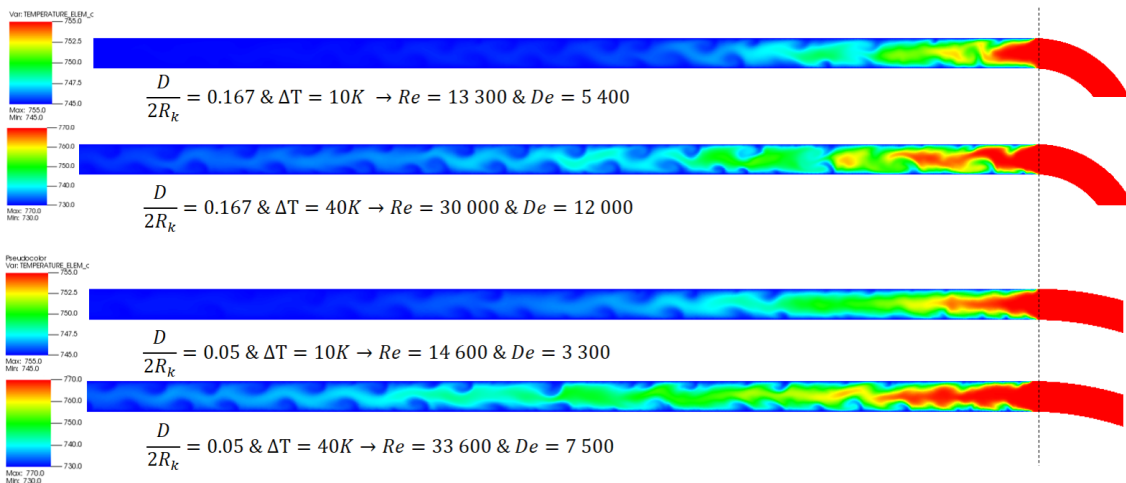 Var: TEMPERATURE_ELEM_c
755.0
752.5
750.0
747.5
745.0
Max: 755.0
Min: 745.0
D/2R_k = 0.167 & ΔT = 10K → Re = 13 300 & De = 5 400
770.0
760.0
750.0
740.0
730.0
Max: 770.0
Min: 730.0
D/2R_k = 0.167 & ΔT = 40K → Re = 30 000 & De = 12 000
Pseudocolor
Var: TEMPERATURE_ELEM_c
755.0
752.5
750.0
747.5
745.0
Max: 755.0
Min: 745.0
D/2R_k = 0.05 & ΔT = 10K → Re = 14 600 & De = 3 300
770.0
760.0
750.0
740.0
730.0
Max: 770.0
Min: 730.0
D/2R_k = 0.05 & ΔT = 40K → Re = 33 600 & De = 7 500